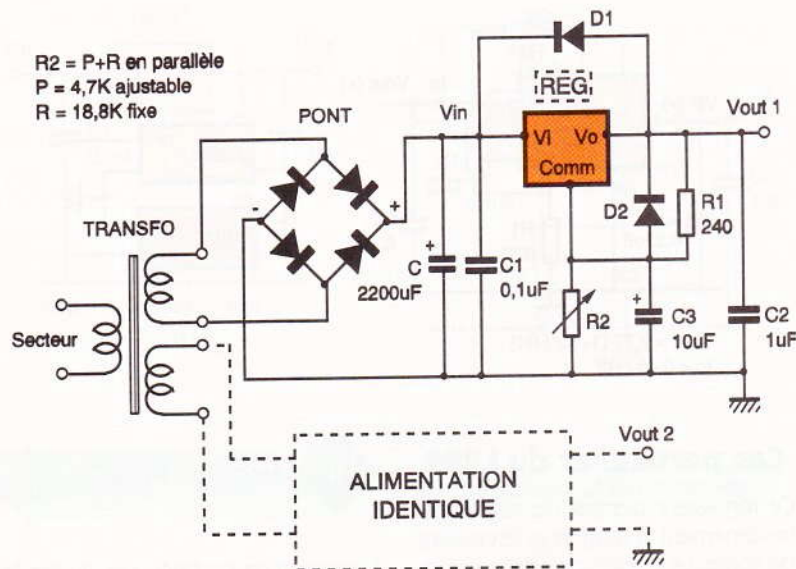 R2 = P+R en parallèle
P = 4,7K ajustable
R = 18,8K fixe
D1
REG
PONT
Vin
Vout 1
Vi
Vo
Comm
-
+
TRANSFO
D2
R1
240
Secteur
+
C
2200uF
C1
0,1uF
R2
+
C3
10uF
C2
1uF
Vout 2
ALIMENTATION
IDENTIQUE